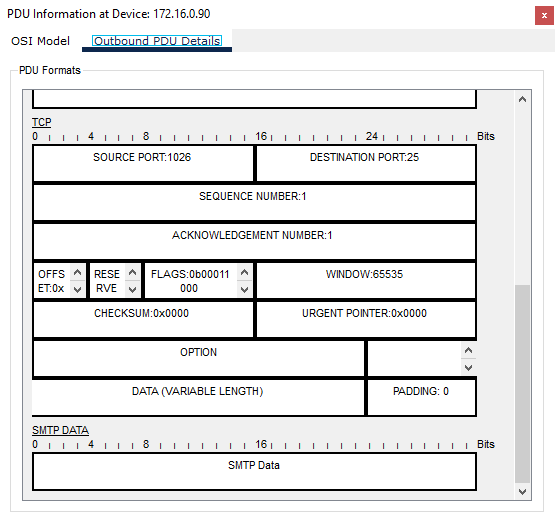 PDU Information at Device: 172.16.0.90
x
OSI Model Outbound PDU Details
PDU Formats
TCP
0 4 8 16 24 Bits
SOURCE PORT:1026 DESTINATION PORT:25
SEQUENCE NUMBER:1
ACKNOWLEDGEMENT NUMBER:1
OFFS RESE FLAGS:0b00011 WINDOW:65535
ET:0x RVE 000
CHECKSUM:0x0000 URGENT POINTER:0x0000
OPTION
DATA (VARIABLE LENGTH) PADDING: 0
SMTP DATA
0 4 8 16 Bits
SMTP Data